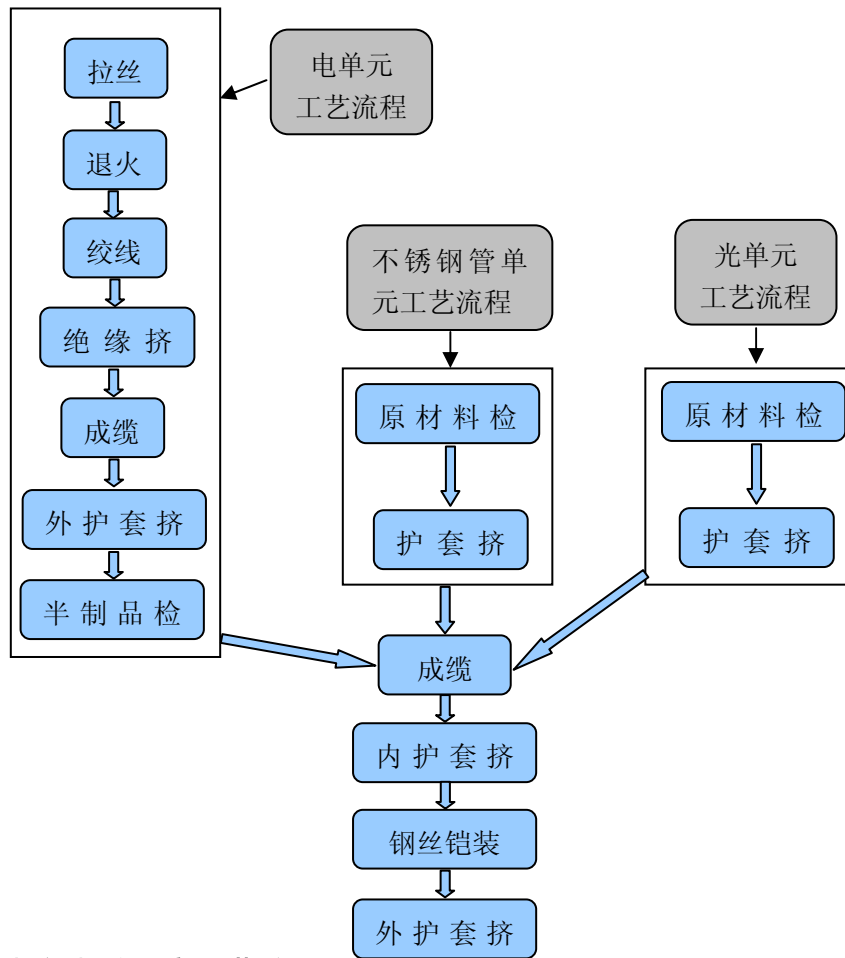 拉丝
退火
绞线
绝缘挤
成缆
外护套挤
半制品检
电单元
工艺流程
不锈钢管单
元工艺流程
原材料检
护套挤
光单元
工艺流程
原材料检
护套挤
成缆
内护套挤
钢丝铠装
外护套挤